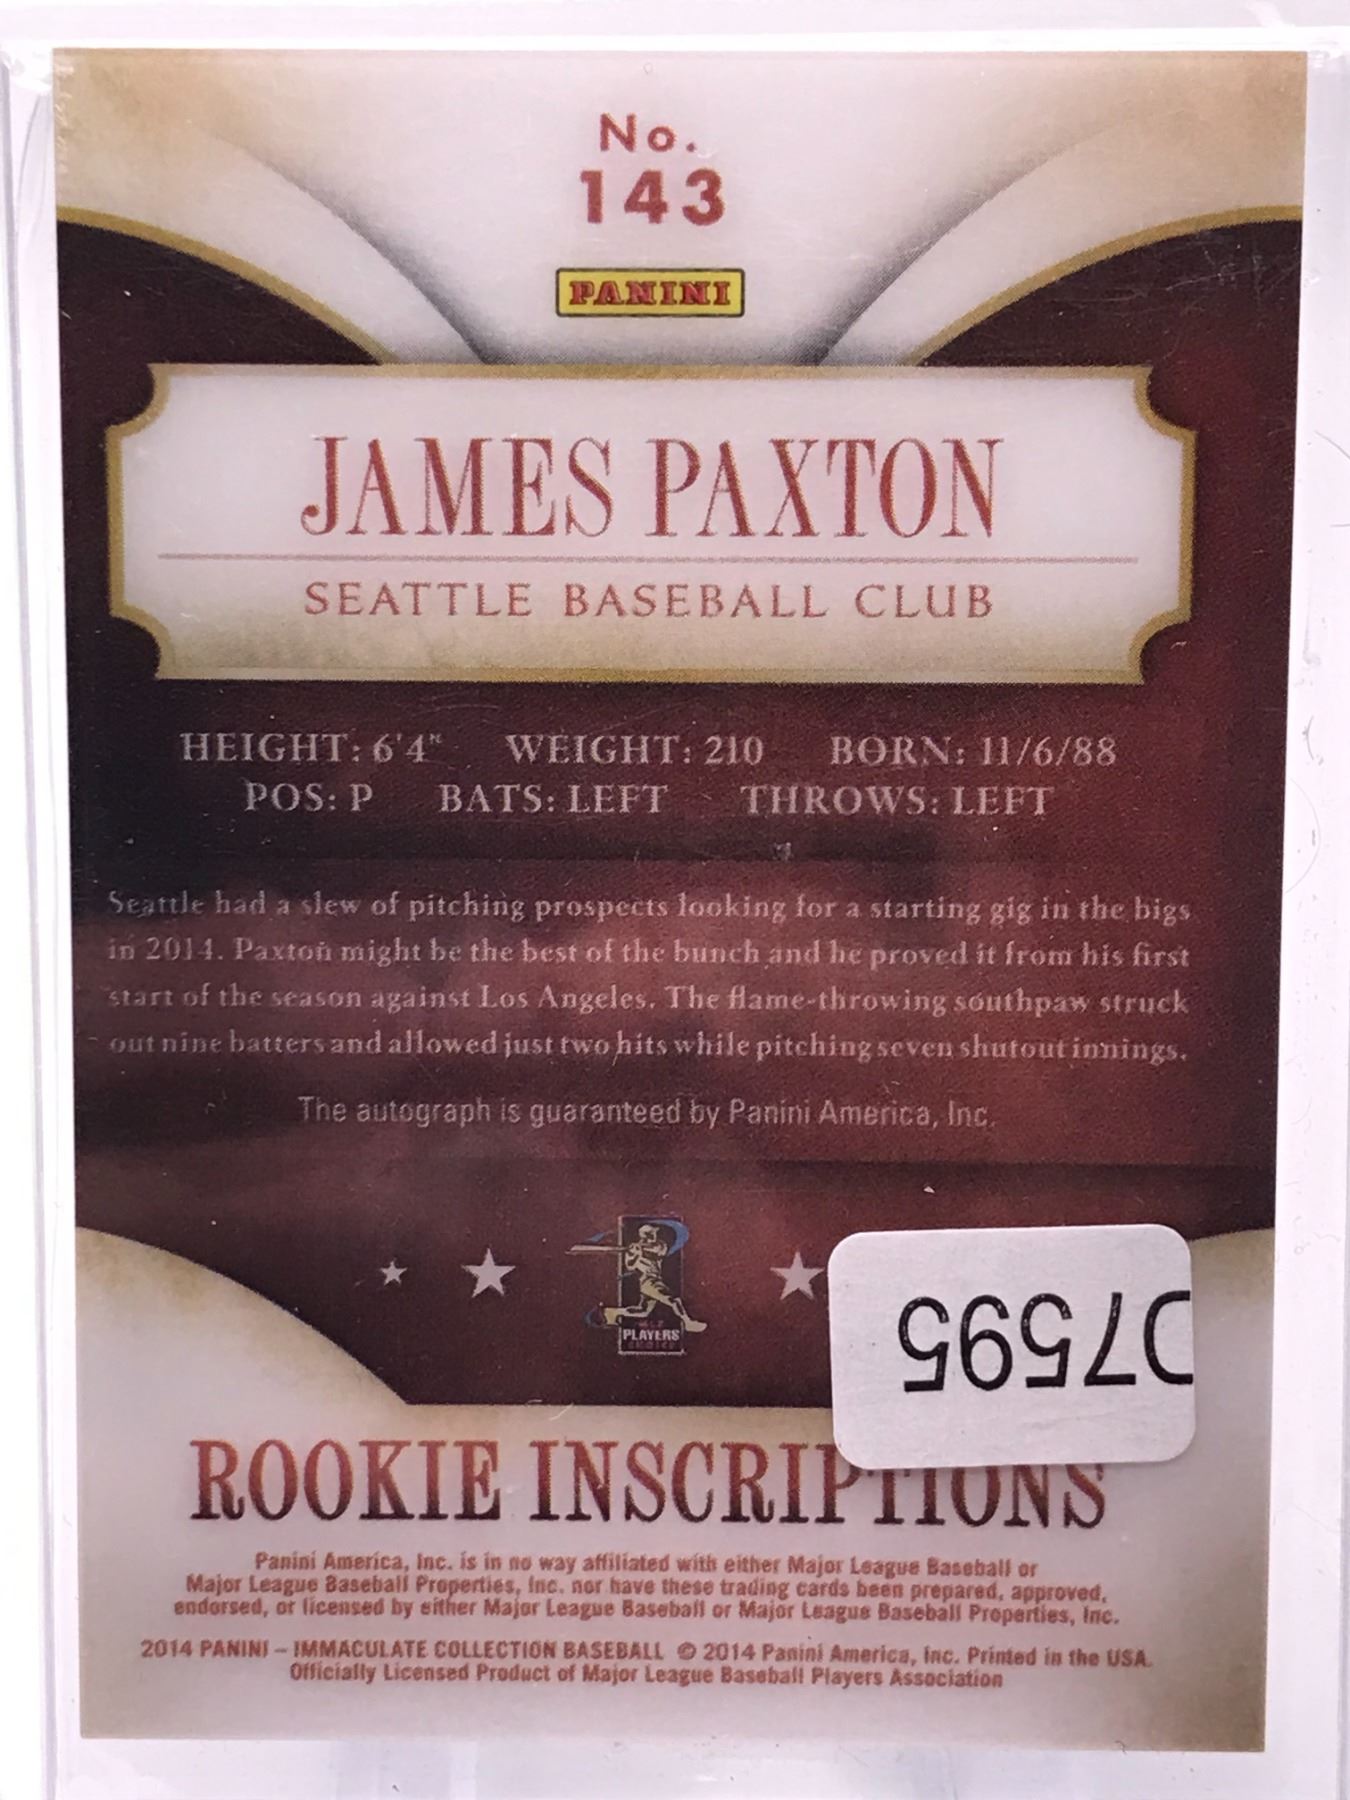 No.
143
PANINI
JAMES PAXTON
SEATTLE BASEBALL CLUB
HEIGHT: 6'4" WEIGHT: 210 BORN: 11/6/88
POS: P BATS: LEFT THROWS: LEFT
Seattle had a slew of pitching prospects looking for a starting gig in the bigs
in 2014. Paxton might be the best of the bunch and he proved it from his first
start of the season against Los Angeles. The flame-throwing southpaw struck
out nine batters and allowed just two hits while pitching seven shutout innings.
The autograph is guaranteed by Panini America, Inc.
PLAYERS
CHOICE
D7595
ROOKIE INSCRIPTIONS
Panini America, Inc. is in no way affiliated with either Major League Baseball or
Major League Baseball Properties, Inc. nor have these trading cards been prepared, approved,
endorsed, or licensed by either Major League Baseball or Major League Baseball Properties, Inc.
2014 PANINI – IMMACULATE COLLECTION BASEBALL © 2014 Panini America, Inc. Printed in the USA.
Officially Licensed Product of Major League Baseball Players Association